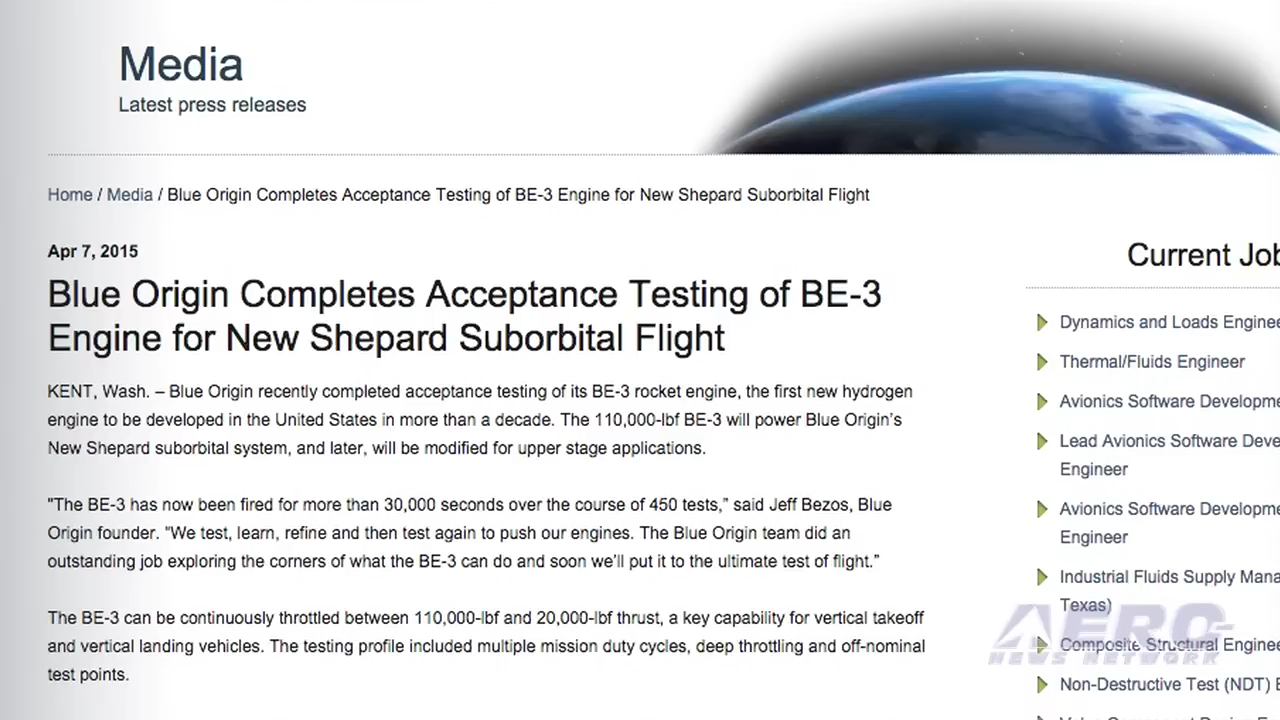 Media
Latest press releases
Home / Media / Blue Origin Completes Acceptance Testing of BE-3 Engine for New Shepard Suborbital Flight
Apr 7, 2015
Blue Origin Completes Acceptance Testing of BE-3
Engine for New Shepard Suborbital Flight
KENT, Wash. – Blue Origin recently completed acceptance testing of its BE-3 rocket engine, the first new hydrogen
engine to be developed in the United States in more than a decade. The 110,000-lbf BE-3 will power Blue Origin's
New Shepard suborbital system, and later, will be modified for upper stage applications.
"The BE-3 has now been fired for more than 30,000 seconds over the course of 450 tests,” said Jeff Bezos, Blue
Origin founder. "We test, learn, refine and then test again to push our engines. The Blue Origin team did an
outstanding job exploring the corners of what the BE-3 can do and soon we'll put it to the ultimate test of flight.”
The BE-3 can be continuously throttled between 110,000-lbf and 20,000-lbf thrust, a key capability for vertical takeoff
and vertical landing vehicles. The testing profile included multiple mission duty cycles, deep throttling and off-nominal
test points.
Current Job
Dynamics and Loads Enginee
Thermal/Fluids Engineer
Avionics Software Developme
Lead Avionics Software Deve
Engineer
Avionics Software Developme
Engineer
Industrial Fluids Supply Mana
Texas)
Composite Structural Enginee
Non-Destructive Test (NDT) E
AERO
NEWS NETWORK